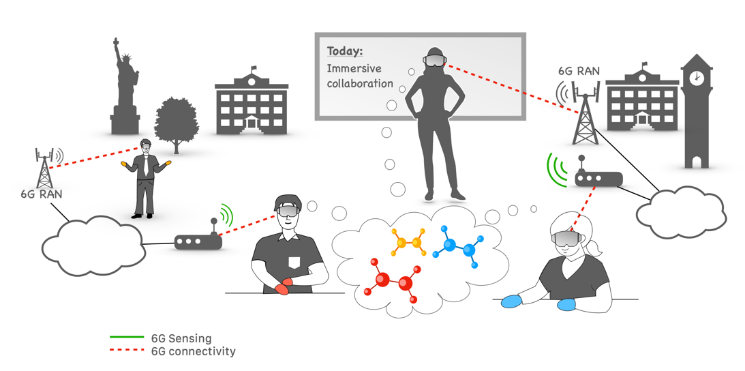 Today:
Immersive
collaboration
6G RAN
6G RAN
6G Sensing
6G connectivity